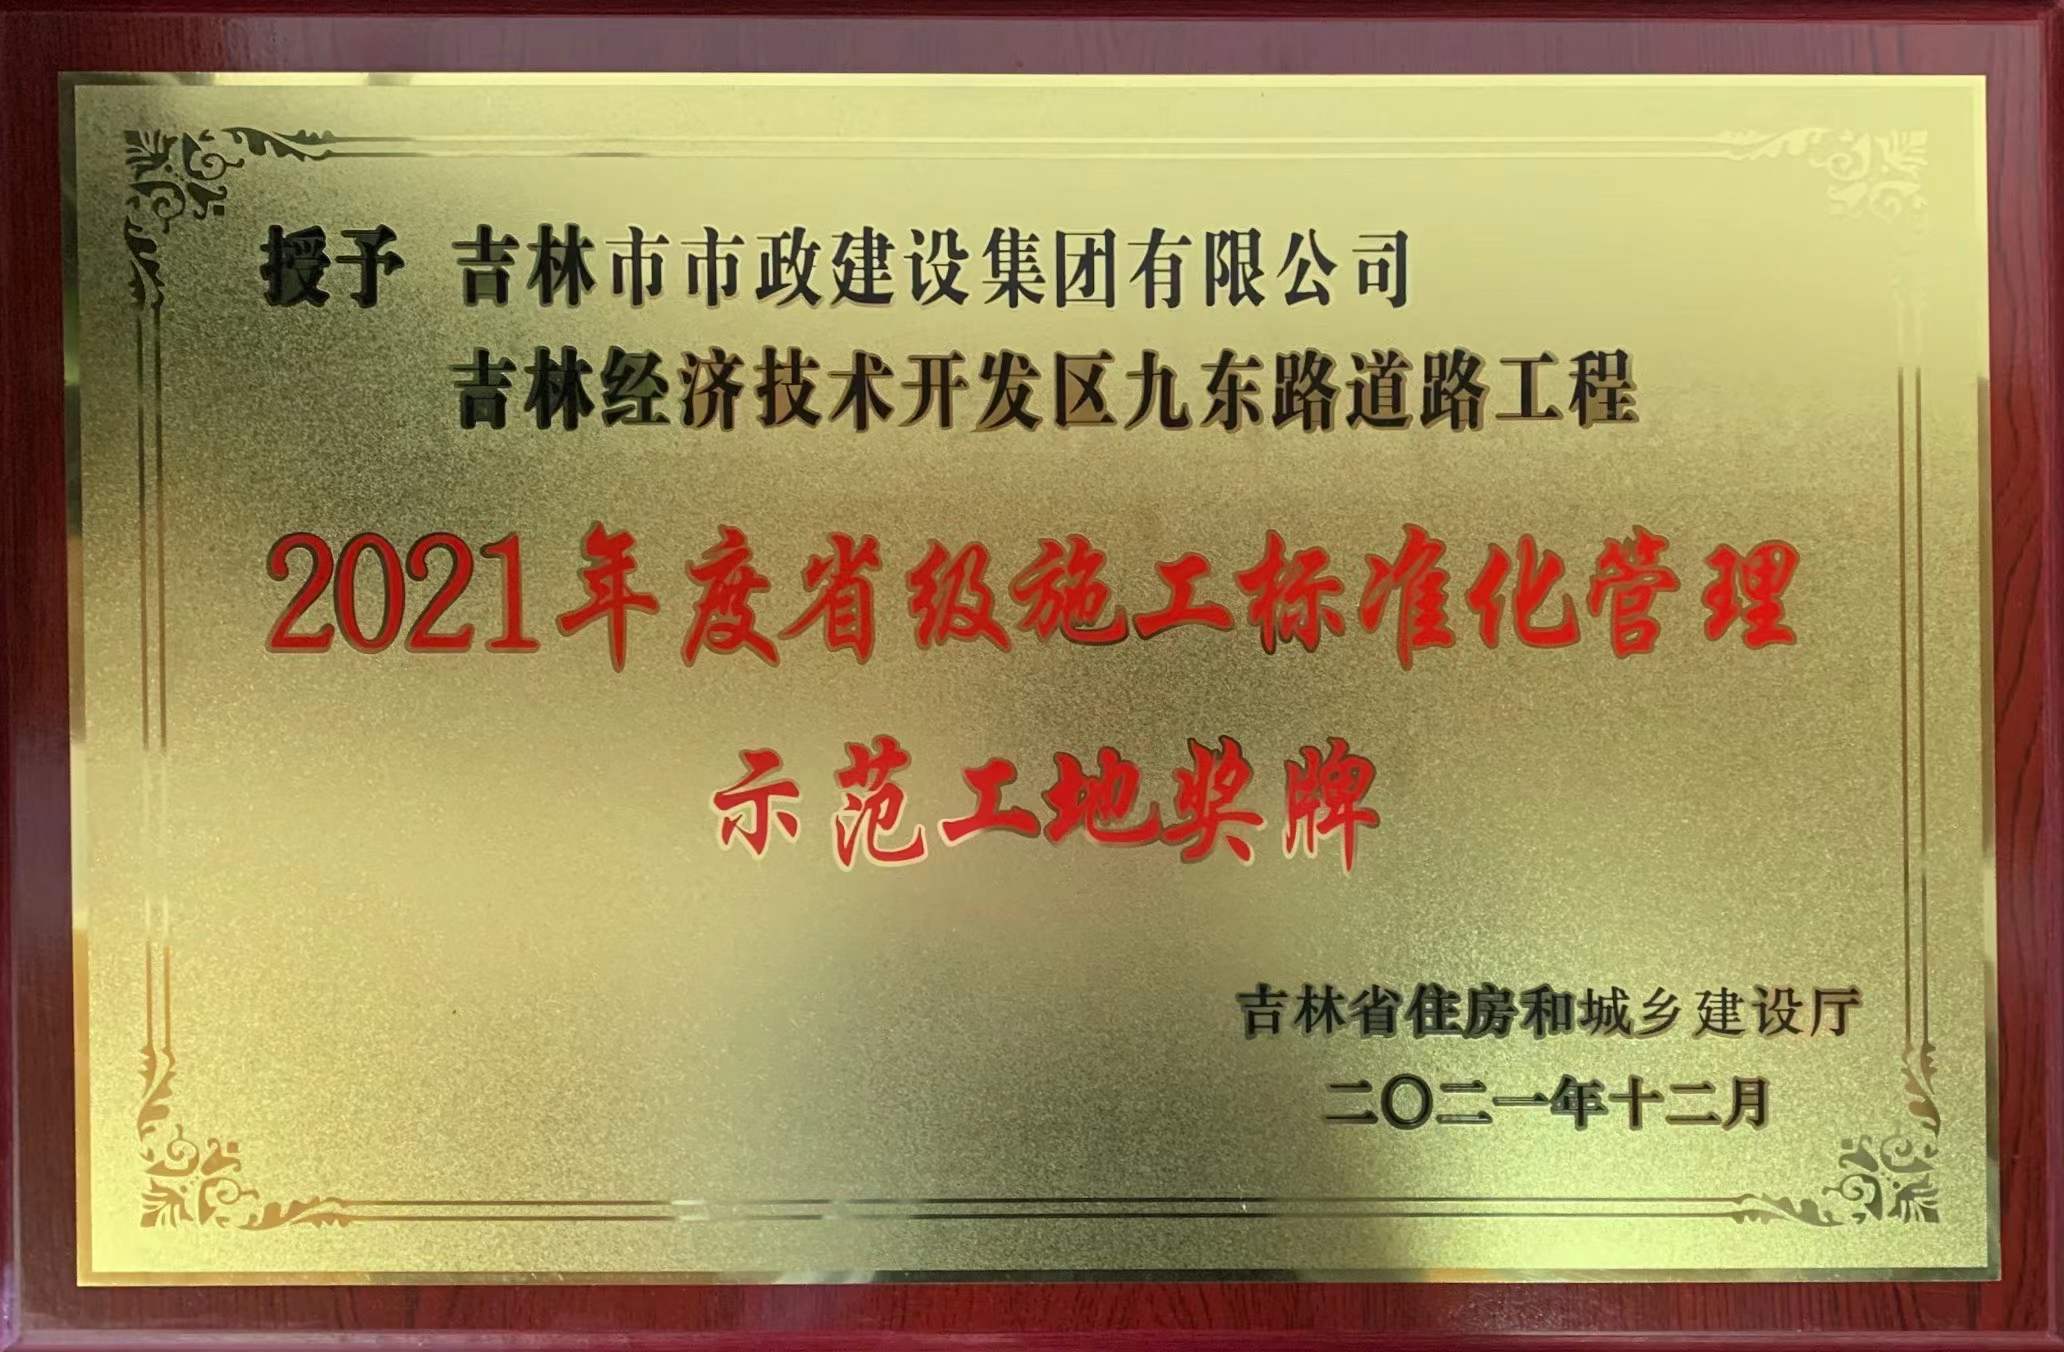 授予 吉林市市政建设集团有限公司
吉林经济技术开发区九东路道路工程
2021年度省级施工标准化管理
示范工地奖牌
吉林省住房和城乡建设厅
二〇二一年十二月